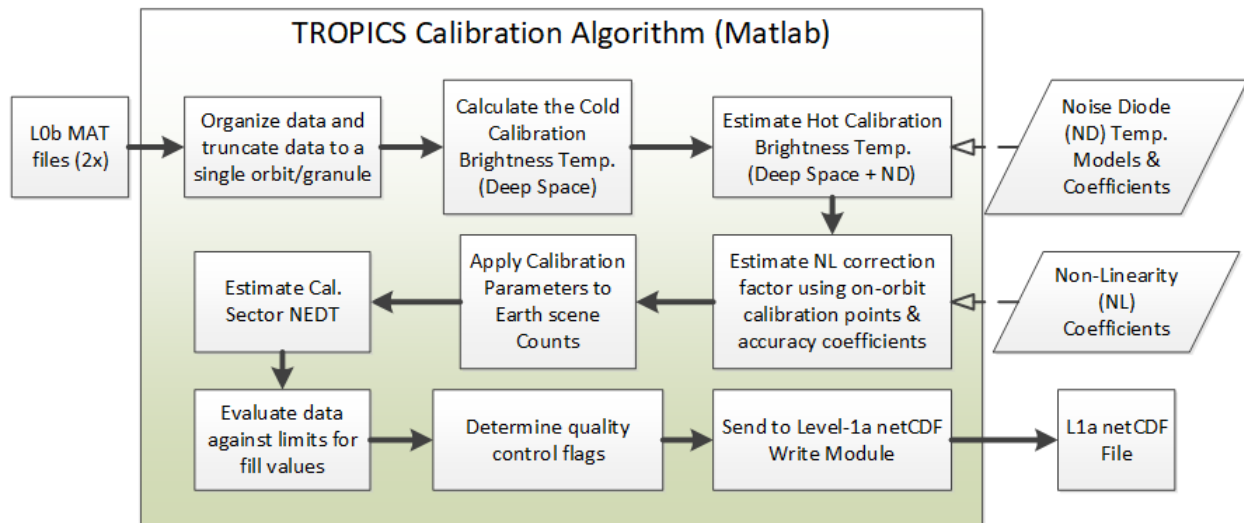 TROPICS Calibration Algorithm (Matlab)
L0b MAT
files (2x)
Organize data and
truncate data to a
single orbit/granule
Calculate the Cold
Calibration
Brightness Temp.
(Deep Space)
Estimate Hot Calibration
Brightness Temp.
(Deep Space + ND)
Noise Diode
(ND) Temp.
Models &
Coefficients
Estimate NL correction
factor using on-orbit
calibration points &
accuracy coefficients
Non-Linearity
(NL)
Coefficients
Apply Calibration
Parameters to
Earth scene
Counts
Estimate Cal.
Sector NEDT
Evaluate data
against limits for
fill values
Determine quality
control flags
Send to Level-1a netCDF
Write Module
L1a netCDF
File